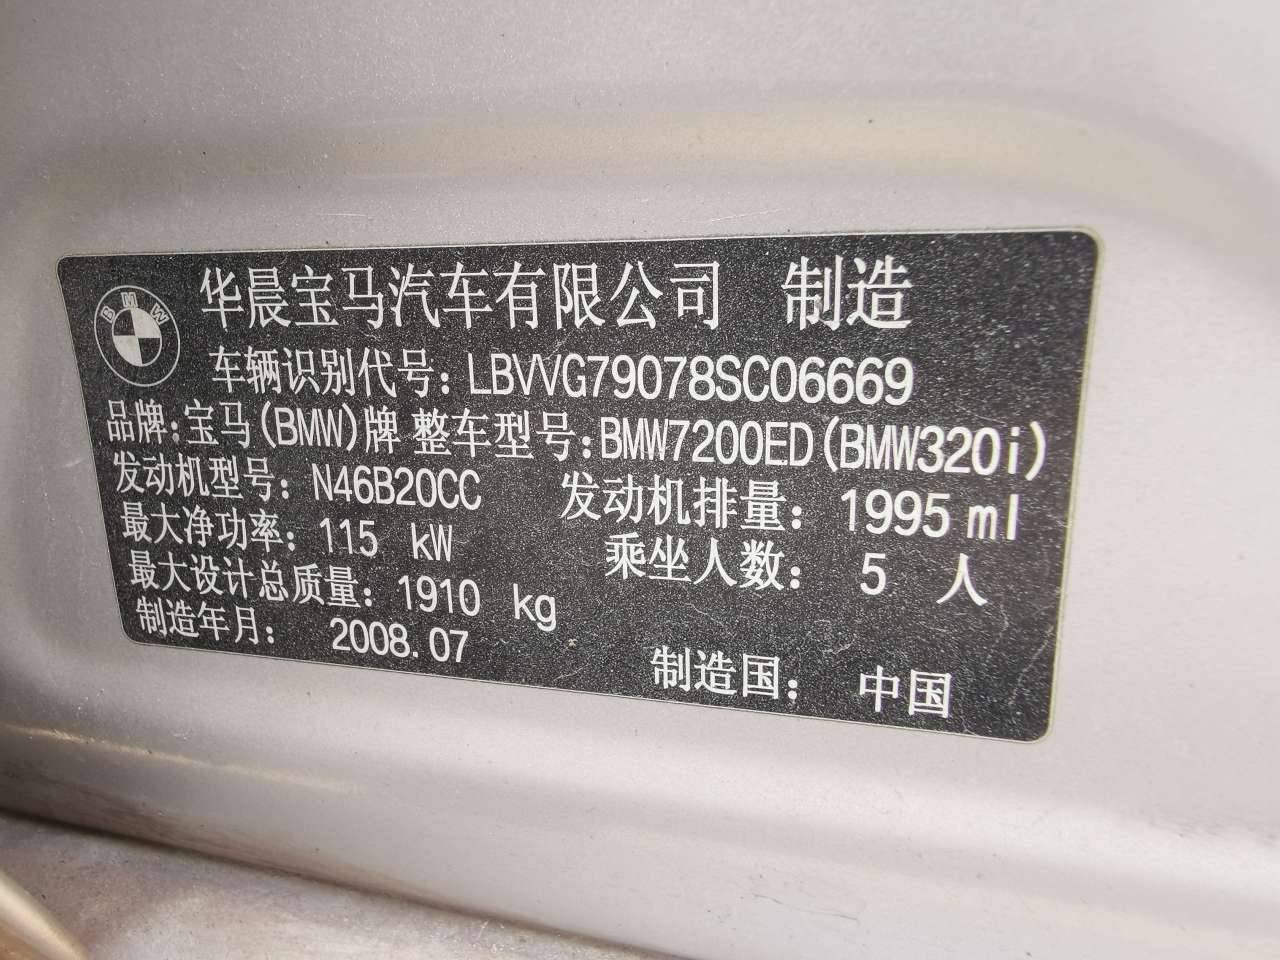 BMW
华晨宝马汽车有限公司 制造
车辆识别代号: LBVVG79078SC06669
品牌: 宝马(BMW)牌 整车型号: BMW7200ED(BMW320i)
发动机型号: N46B20CC 发动机排量: 1995 ml
最大净功率: 115 kW 乘坐人数: 5 人
最大设计总质量: 1910 kg
制造年月: 2008.07 制造国: 中国